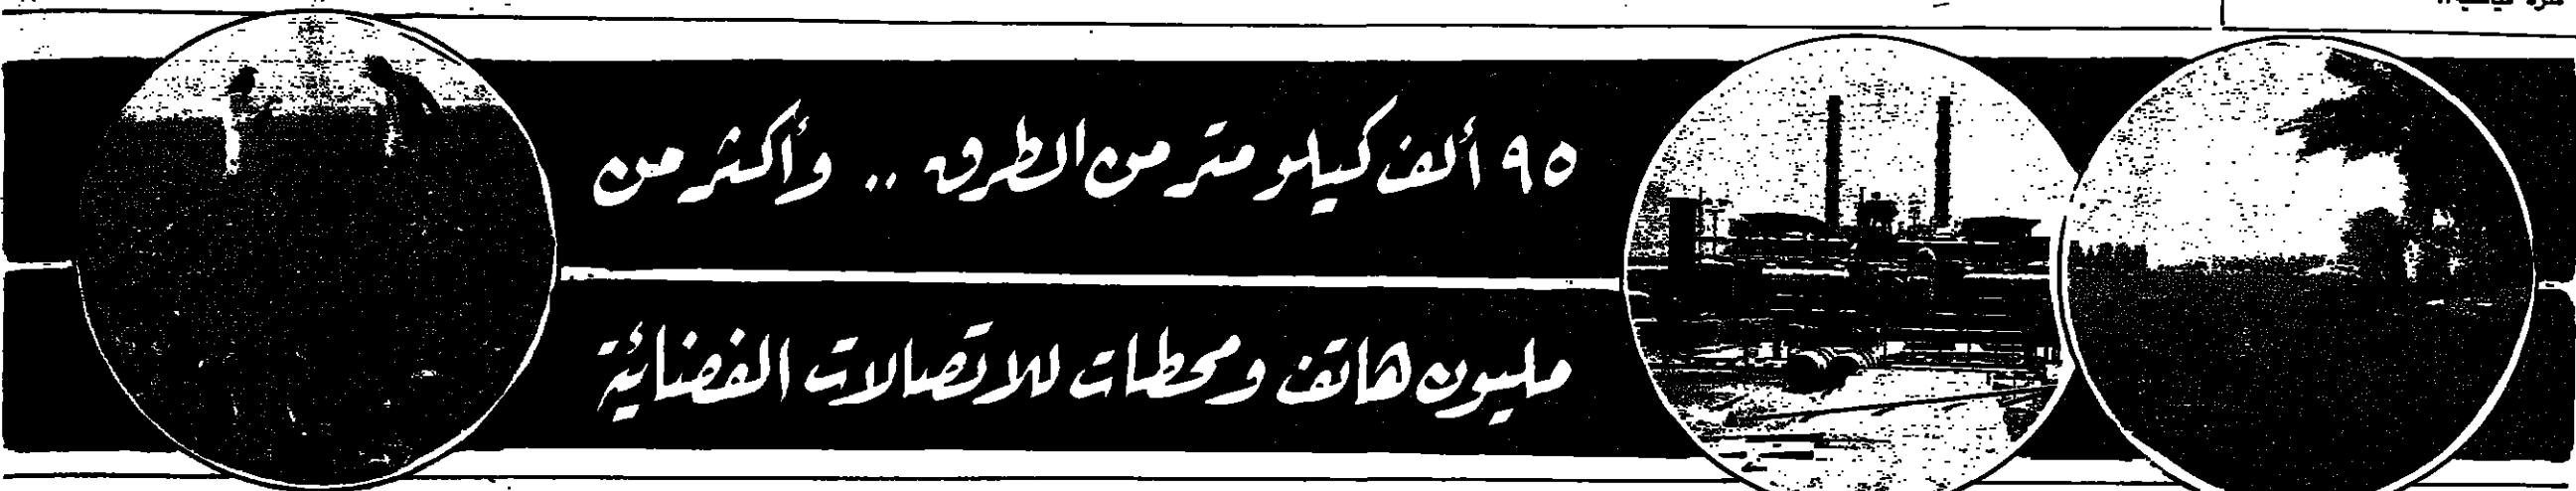 ٩٥ ألف كيلو متر من الطرق .. وأكثر من
مليون هاتف ومحطات للاتصالات الفضائية